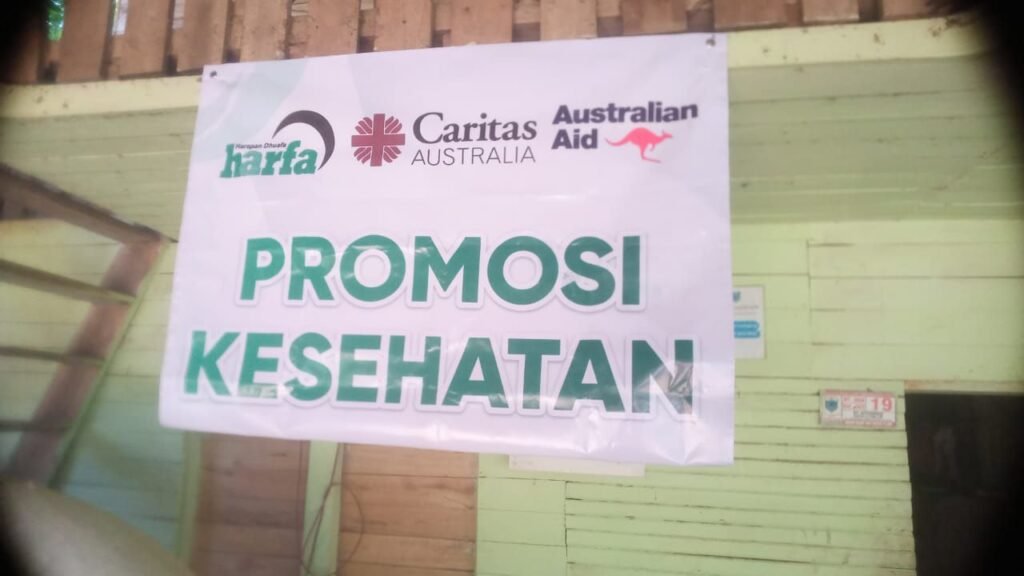 Harapan Dhuafa
harfa
Caritas
AUSTRALIA
Australian
Aid
PROMOSI
KESEHATAN
19